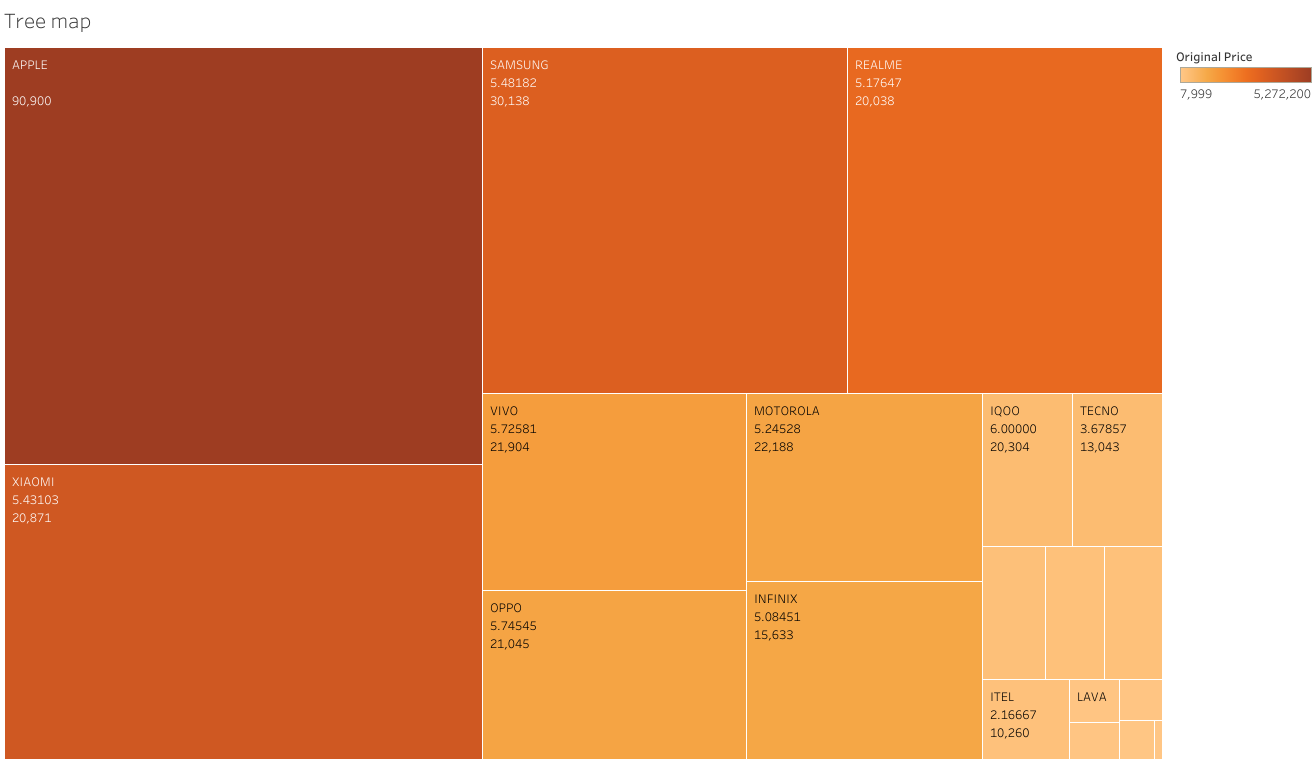 Tree map
APPLE
90,900
SAMSUNG
5.48182
30,138
REALME
5.17647
20,038
Original Price
7,999 5,272,200
XIAOMI
5.43103
20,871
VIVO
5.72581
21,904
MOTOROLA
5.24528
22,188
IQOO
6.00000
20,304
TECNO
3.67857
13,043
OPPO
5.74545
21,045
INFINIX
5.08451
15,633
ITEL
2.16667
10,260
LAVA